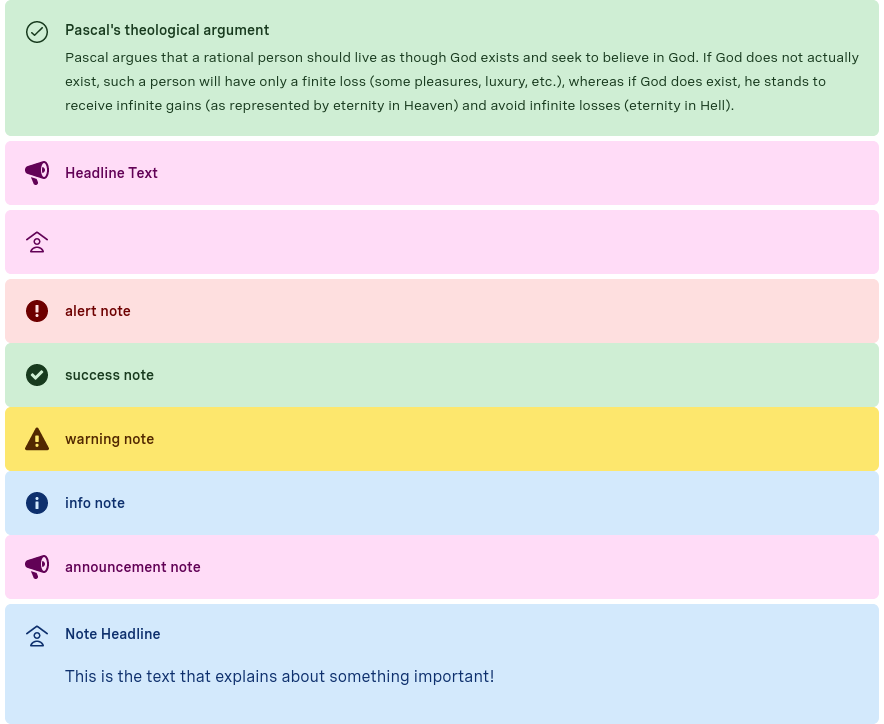 Pascal's theological argument
Pascal argues that a rational person should live as though God exists and seek to believe in God. If God does not actually
exist, such a person will have only a finite loss (some pleasures, luxury, etc.), whereas if God does exist, he stands to
receive infinite gains (as represented by eternity in Heaven) and avoid infinite losses (eternity in Hell).
Headline Text
alert note
success note
warning note
info note
announcement note
Note Headline
This is the text that explains about something important!